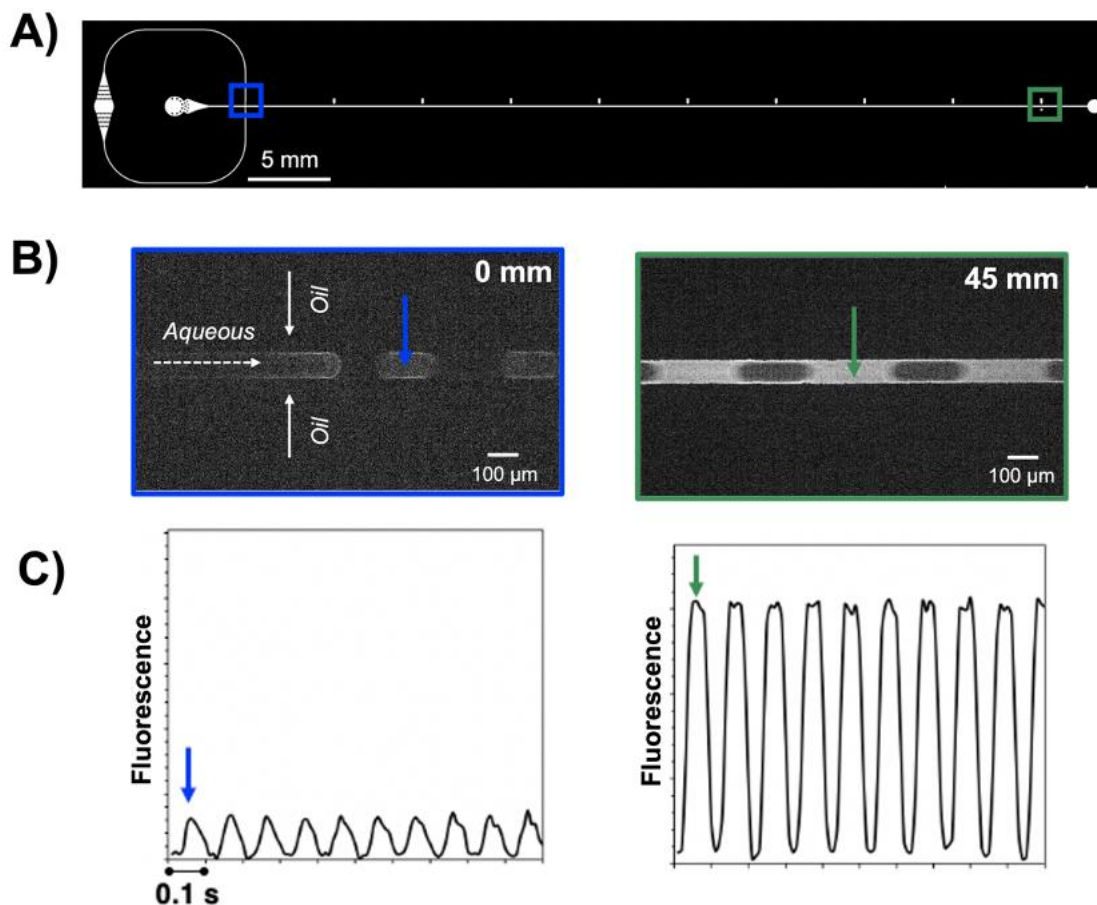 A)
5 mm
B)
0 mm
Oil
Aqueous
Oil
100 µm
45 mm
100 µm
C)
Fluorescence
0.1 s
Fluorescence